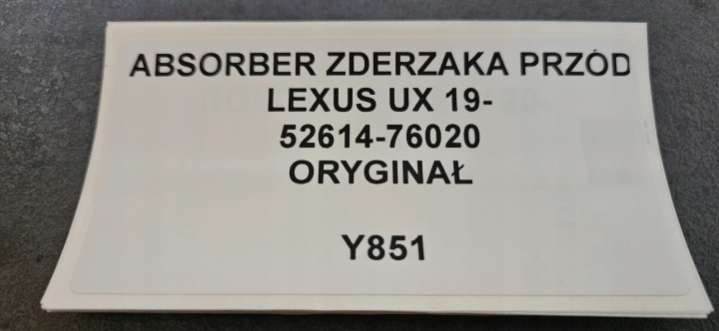 ABSORBER ZDERZAKA PRZÓD
LEXUS UX 19-
52614-76020
ORYGINAŁ
Y851